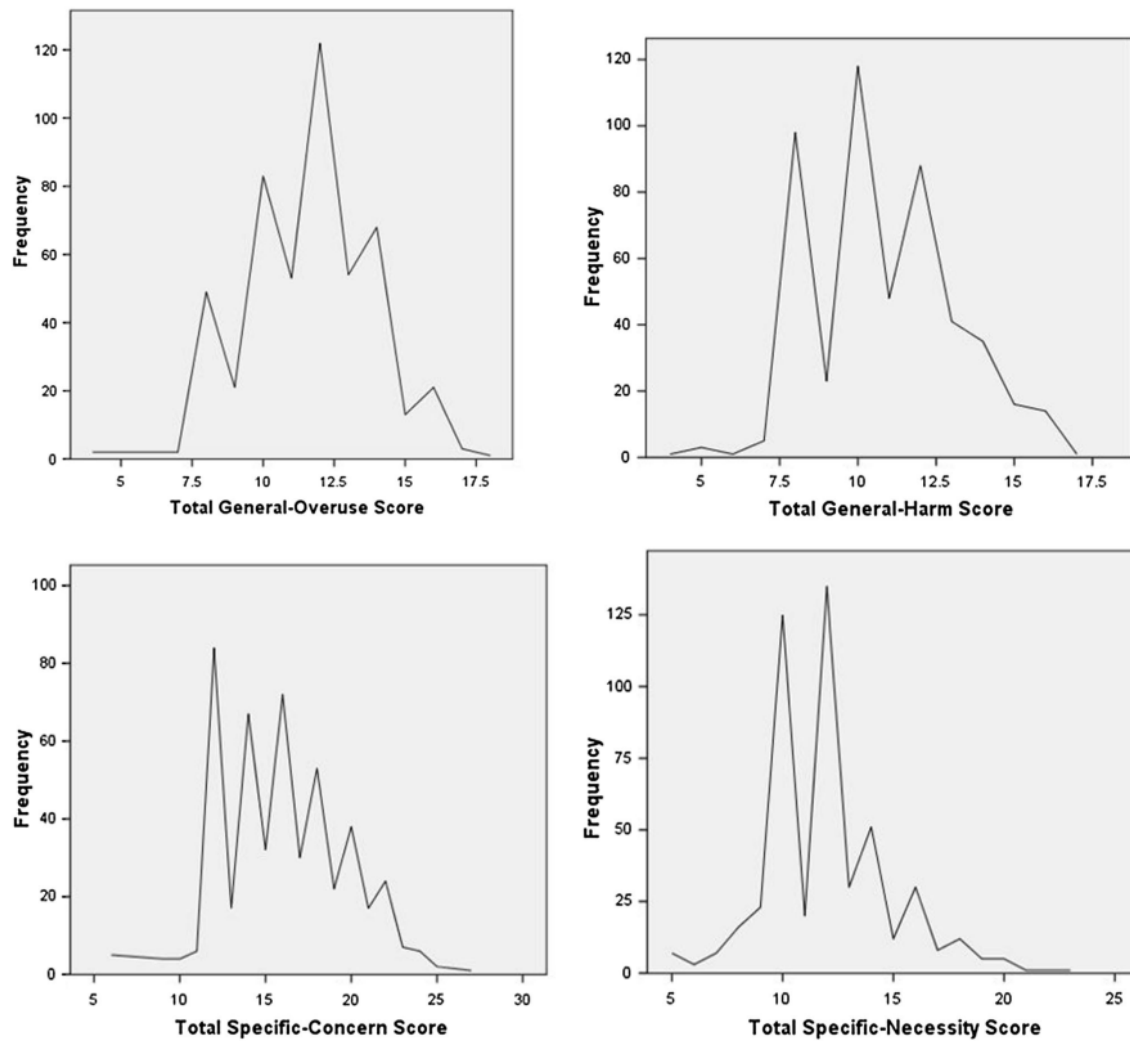 120
100
80
60
40
20
0
Frequency
5 7.5 10 12.5 15 17.5
Total General-Overuse Score
120
100
80
60
40
20
0
Frequency
5 7.5 10 12.5 15 17.5
Total General-Harm Score
100
80
60
40
20
0
Frequency
5 10 15 20 25 30
Total Specific-Concern Score
125
100
75
50
25
0
Frequency
5 10 15 20 25
Total Specific-Necessity Score